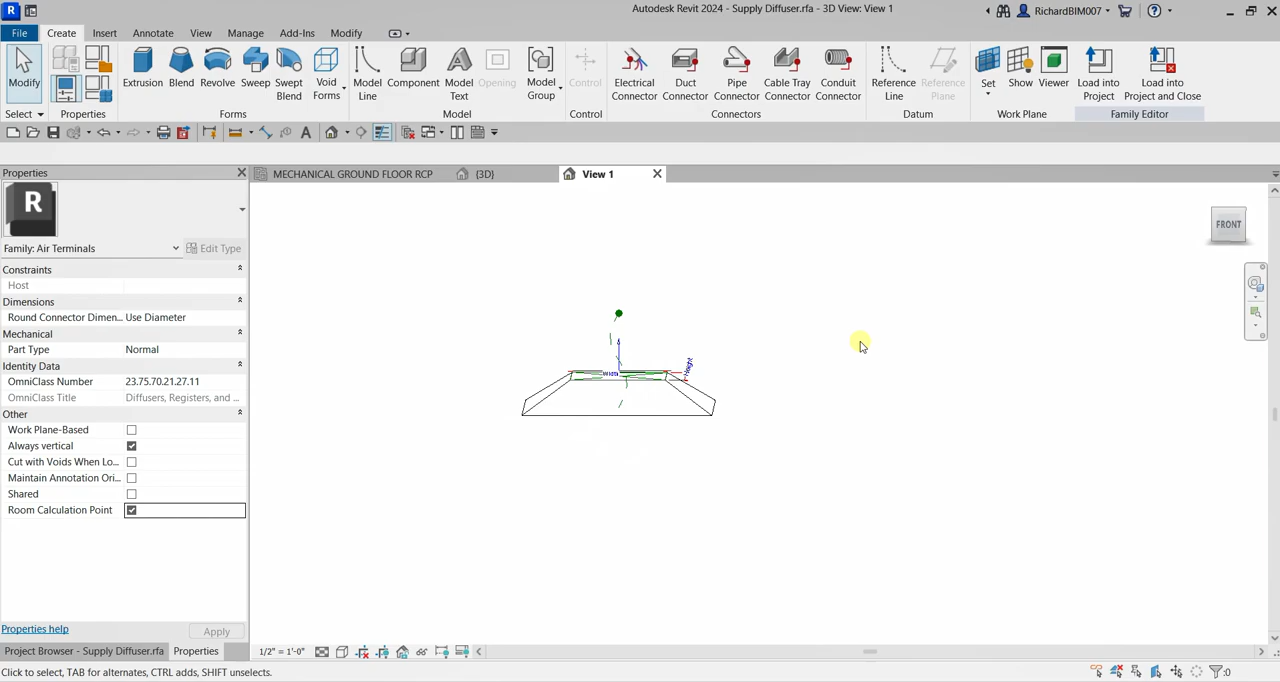 Autodesk Revit 2024 - Supply Diffuser.rfa - 3D View: View 1
RichardBIM007
File Create Insert Annotate View Manage Add-Ins Modify
Modify Extrusion Blend Revolve Sweep Swept Blend Void Forms Model Line Component Model Text Opening Model Group Control Electrical Connector Duct Connector Pipe Connector Cable Tray Connector Conduit Connector Reference Line Reference Plane Set Show Viewer Load into Project Load into Project and Close
Select Properties Forms Model Control Connectors Datum Work Plane Family Editor
Properties
MECHANICAL GROUND FLOOR RCP {3D} View 1
R
Family: Air Terminals Edit Type
Constraints
Host
Dimensions
Round Connector Dimen... Use Diameter
Mechanical
Part Type Normal
Identity Data
OmniClass Number 23.75.70.21.27.11
OmniClass Title Diffusers, Registers, and ...
Other
Work Plane-Based
Always vertical
Cut with Voids When Lo...
Maintain Annotation Ori...
Shared
Room Calculation Point
FRONT
Width
Height
Properties help Apply
Project Browser - Supply Diffuser.rfa Properties 1/2" = 1'-0"
Click to select, TAB for alternates, CTRL adds, SHIFT unselects. :0